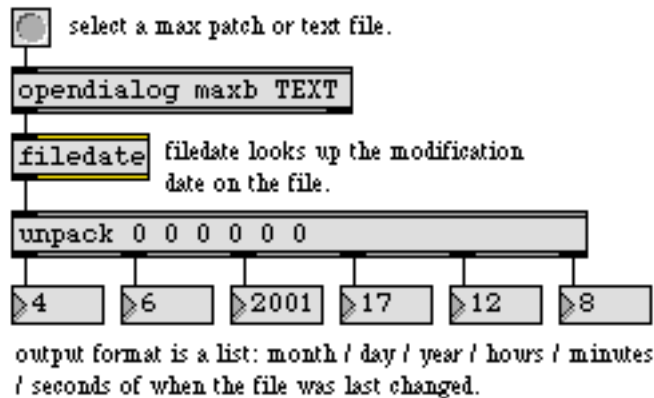 select a max patch or text file.
opendialog maxb TEXT
filedate
filedate looks up the modification
date on the file.
unpack 0 0 0 0 0 0
4 6 2001 17 12 8
output format is a list: month / day / year / hours / minutes
/ seconds of when the file was last changed.